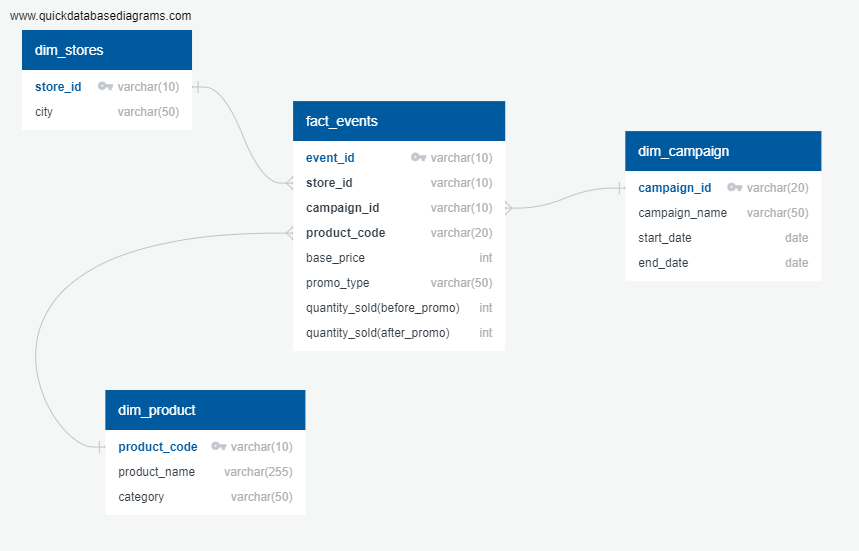 www.quickdatabasediagrams.com
dim_stores
store_id varchar(10)
city varchar(50)
fact_events
event_id varchar(10)
store_id varchar(10)
campaign_id varchar(10)
product_code varchar(20)
base_price int
promo_type varchar(50)
quantity_sold(before_promo) int
quantity_sold(after_promo) int
dim_campaign
campaign_id varchar(20)
campaign_name varchar(50)
start_date date
end_date date
dim_product
product_code varchar(10)
product_name varchar(255)
category varchar(50)